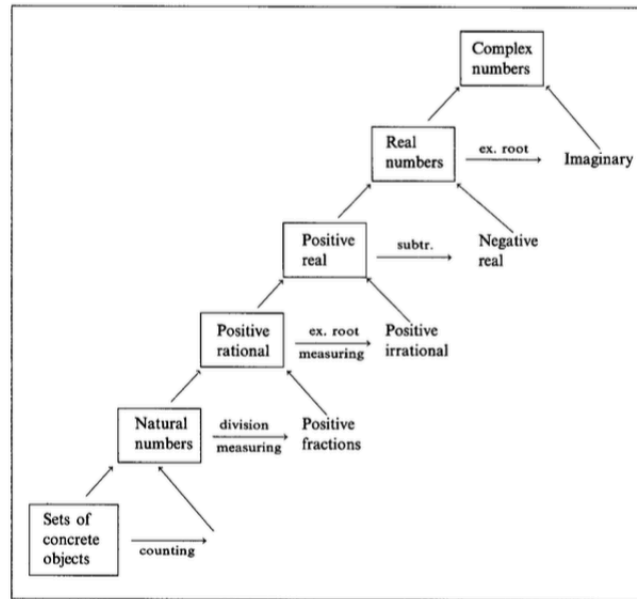 Complex
numbers
Real
numbers
ex. root
Imaginary
Positive
real
subtr.
Negative
real
Positive
rational
ex. root
measuring
Positive
irrational
Natural
numbers
division
measuring
Positive
fractions
Sets of
concrete
objects
counting